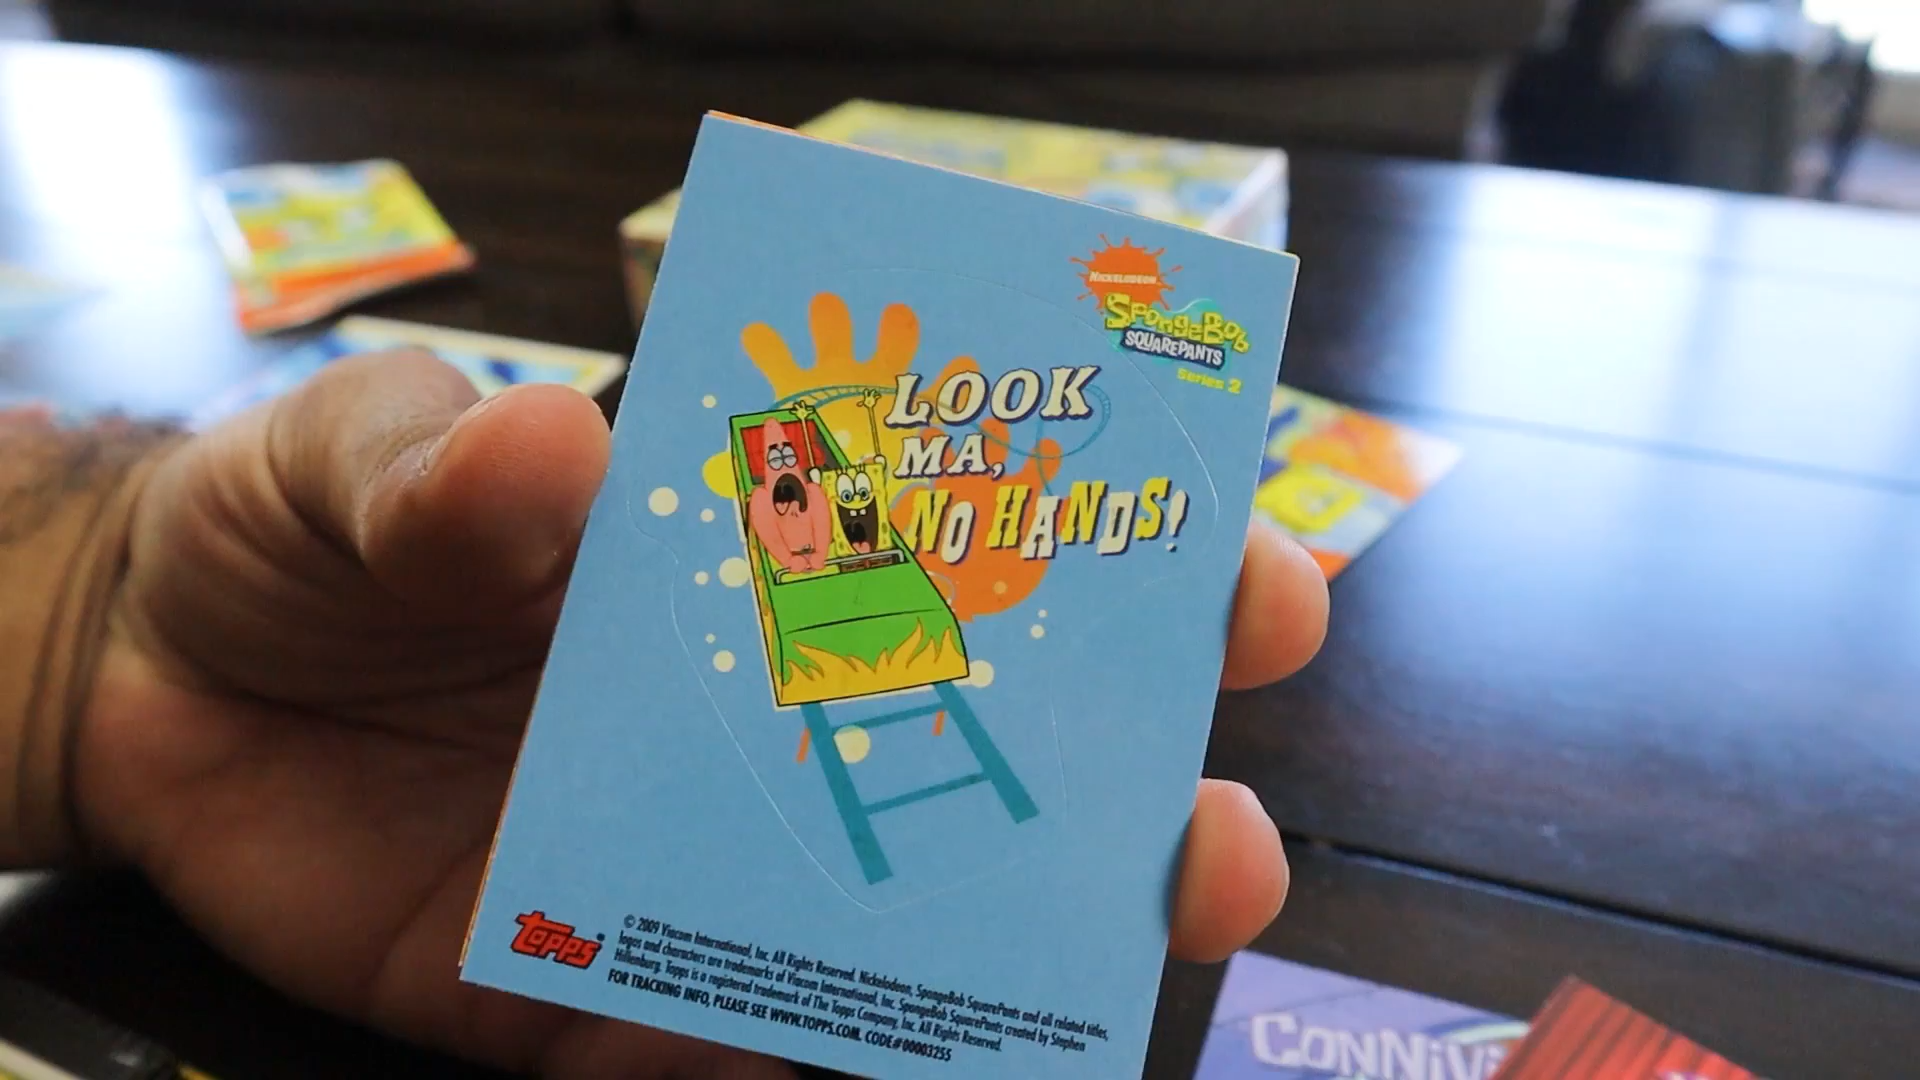 NICKELODEON
SPONGEBOB
SQUAREPANTS
Series 2
LOOK
MA,
NO HANDS!
topps®
© 2009 Viacom International, Inc. All Rights Reserved. Nickelodeon, SpongeBob SquarePants and all related titles,
logos and characters are trademarks of Viacom International, Inc. SpongeBob SquarePants created by Stephen
Hillenburg. Topps is a registered trademark of The Topps Company, Inc. All Rights Reserved.
FOR TRACKING INFO, PLEASE SEE WWW.TOPPS.COM. CODE#00003255